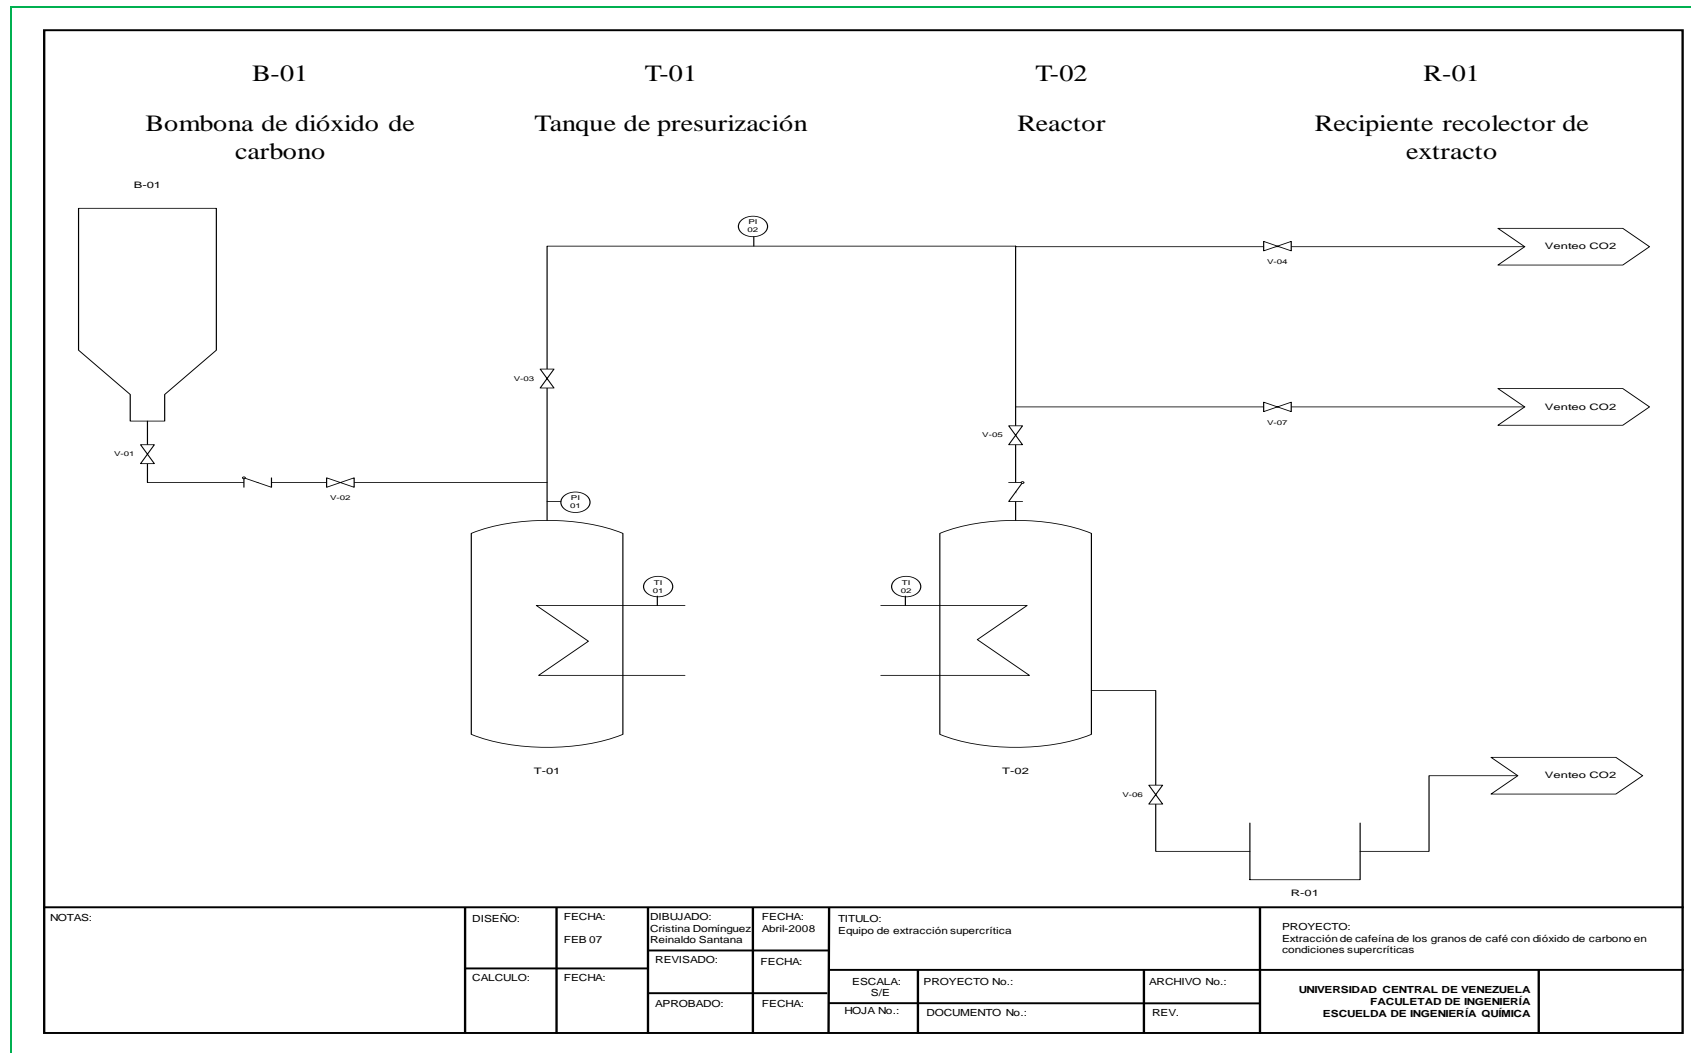 B-01
T-01
T-02
R-01
Bombona de dióxido de
carbono
Tanque de presurización
Reactor
Recipiente recolector de
extracto
B-01
PI
02
V-04
Venteo CO2
V-03
V-07
Venteo CO2
V-05
V-01
V-02
PI
01
TI
01
TI
02
T-01
T-02
V-06
Venteo CO2
R-01
NOTAS:
DISEÑO:
FECHA:
FEB 07
DIBUJADO:
Cristina Domínguez
Reinaldo Santana
FECHA:
Abril-2008
TITULO:
Equipo de extracción supercrítica
PROYECTO:
Extracción de cafeína de los granos de café con dióxido de carbono en
condiciones supercríticas
REVISADO:
FECHA:
CALCULO:
FECHA:
ESCALA:
S/E
PROYECTO No.:
ARCHIVO No.:
APROBADO:
FECHA:
HOJA No.:
DOCUMENTO No.:
REV.
UNIVERSIDAD CENTRAL DE VENEZUELA
FACULETAD DE INGENIERÍA
ESCUELDA DE INGENIERÍA QUÍMICA